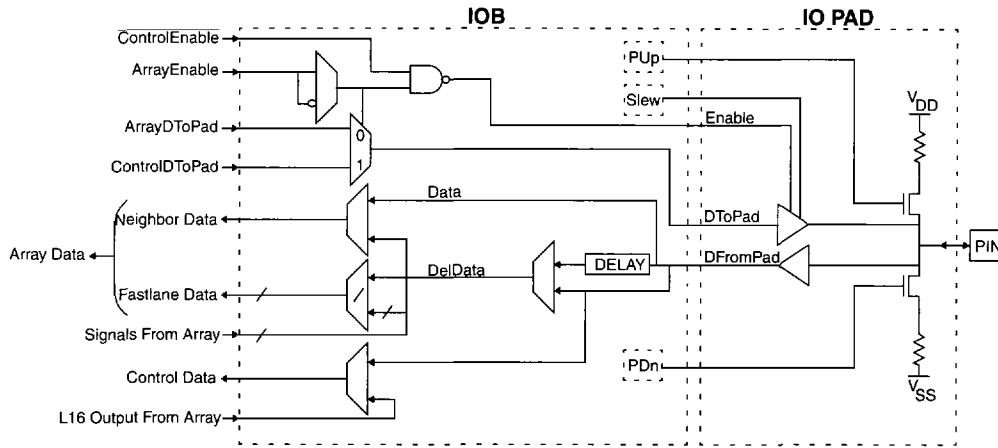 IOB
IO PAD
ControlEnable
ArrayEnable
ArrayDToPad
ControlDToPad
0
1
PUp
Slew
Enable
VDD
Neighbor Data
Array Data
Fastlane Data
Signals From Array
Control Data
L16 Output From Array
Data
DelData
DELAY
DToPad
DFromPad
PIN
PDn
VSS